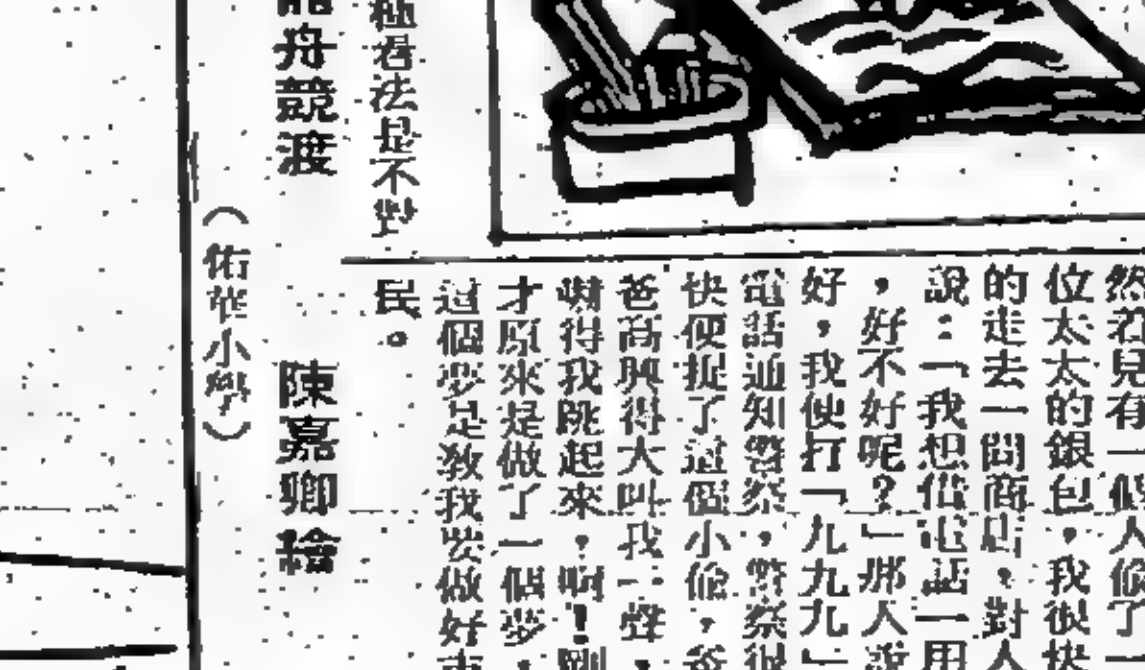 然若見有一個人偷了一
位太太的銀包，我很快
的走去一間商店，對人
說：「我想借電話一用
，好不好呢？」那人說
好，我便打「九九九」
電話通知警察，警察很
快便捉了這個小偷，爸
爸高興得大叫我一聲，
嚇得我跳起來，啊！剛
才原來是做了一個夢，
這個夢是教我要做好市
民。
法是不對
舟競渡
陳嘉卿繪
（佑華小學）